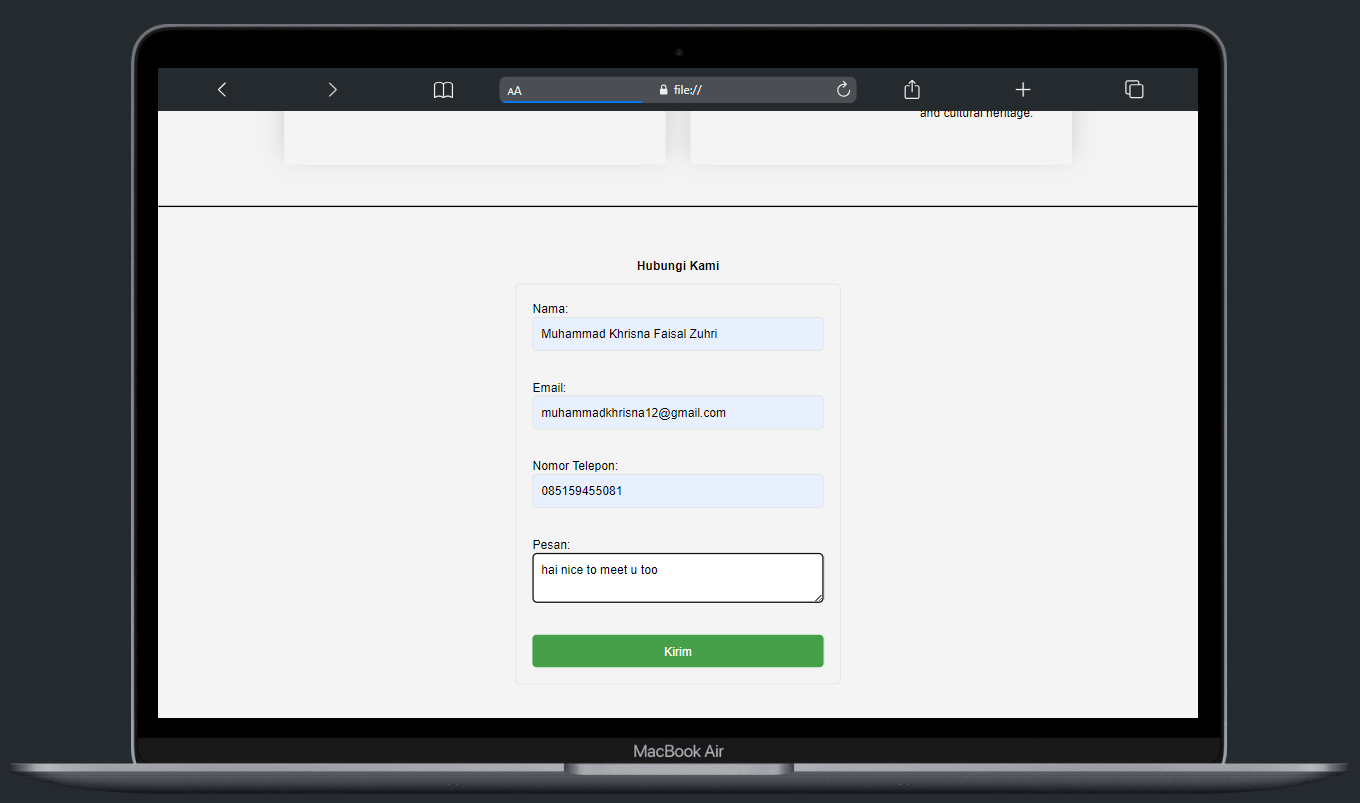 AA
file://
and cultural heritage.
Hubungi Kami
Nama:
Muhammad Khrisna Faisal Zuhri
Email:
muhammadkhrisna12@gmail.com
Nomor Telepon:
085159455081
Pesan:
hai nice to meet u too
Kirim
MacBook Air